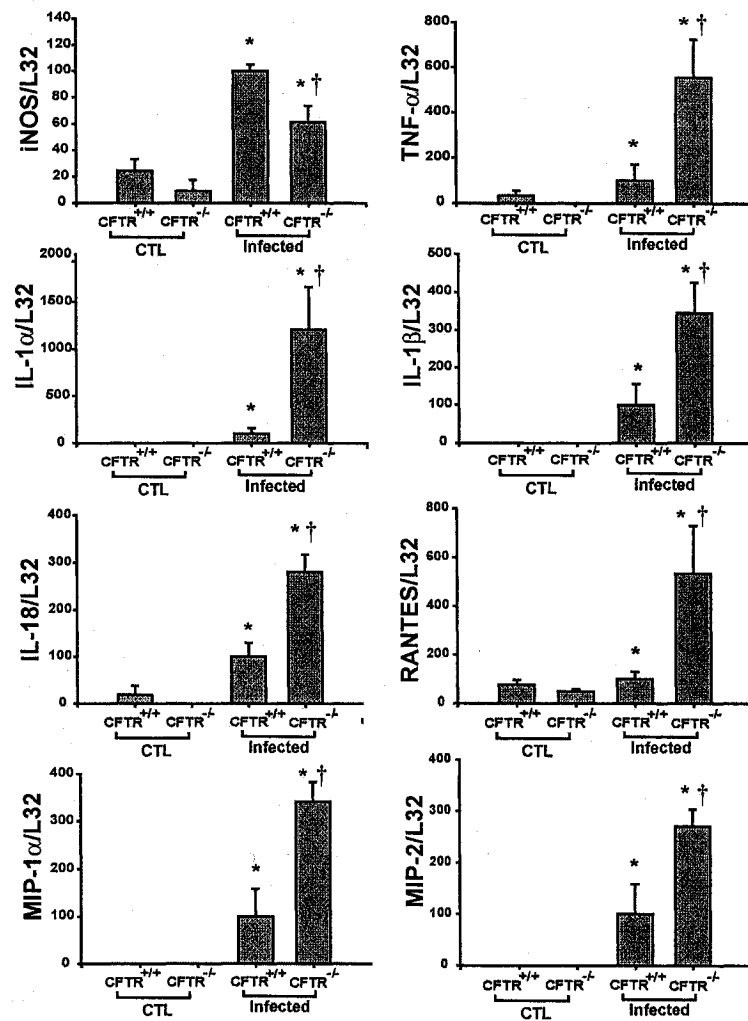 iNOS/L32
120
100
80
60
40
20
0
*
* †
CFTR+/+ CFTR-/- CFTR+/+ CFTR-/-
CTL Infected
TNF-α/L32
800
600
400
200
0
*
* †
CFTR+/+ CFTR-/- CFTR+/+ CFTR-/-
CTL Infected
IL-1α/L32
2000
1500
1000
500
0
*
* †
CFTR+/+ CFTR-/- CFTR+/+ CFTR-/-
CTL Infected
IL-1β/L32
500
400
300
200
100
0
*
* †
CFTR+/+ CFTR-/- CFTR+/+ CFTR-/-
CTL Infected
IL-18/L32
400
300
200
100
0
*
* †
CFTR+/+ CFTR-/- CFTR+/+ CFTR-/-
CTL Infected
RANTES/L32
800
600
400
200
0
*
* †
CFTR+/+ CFTR-/- CFTR+/+ CFTR-/-
CTL Infected
MIP-1α/L32
400
300
200
100
0
*
* †
CFTR+/+ CFTR-/- CFTR+/+ CFTR-/-
CTL Infected
MIP-2/L32
400
300
200
100
0
*
* †
CFTR+/+ CFTR-/- CFTR+/+ CFTR-/-
CTL Infected